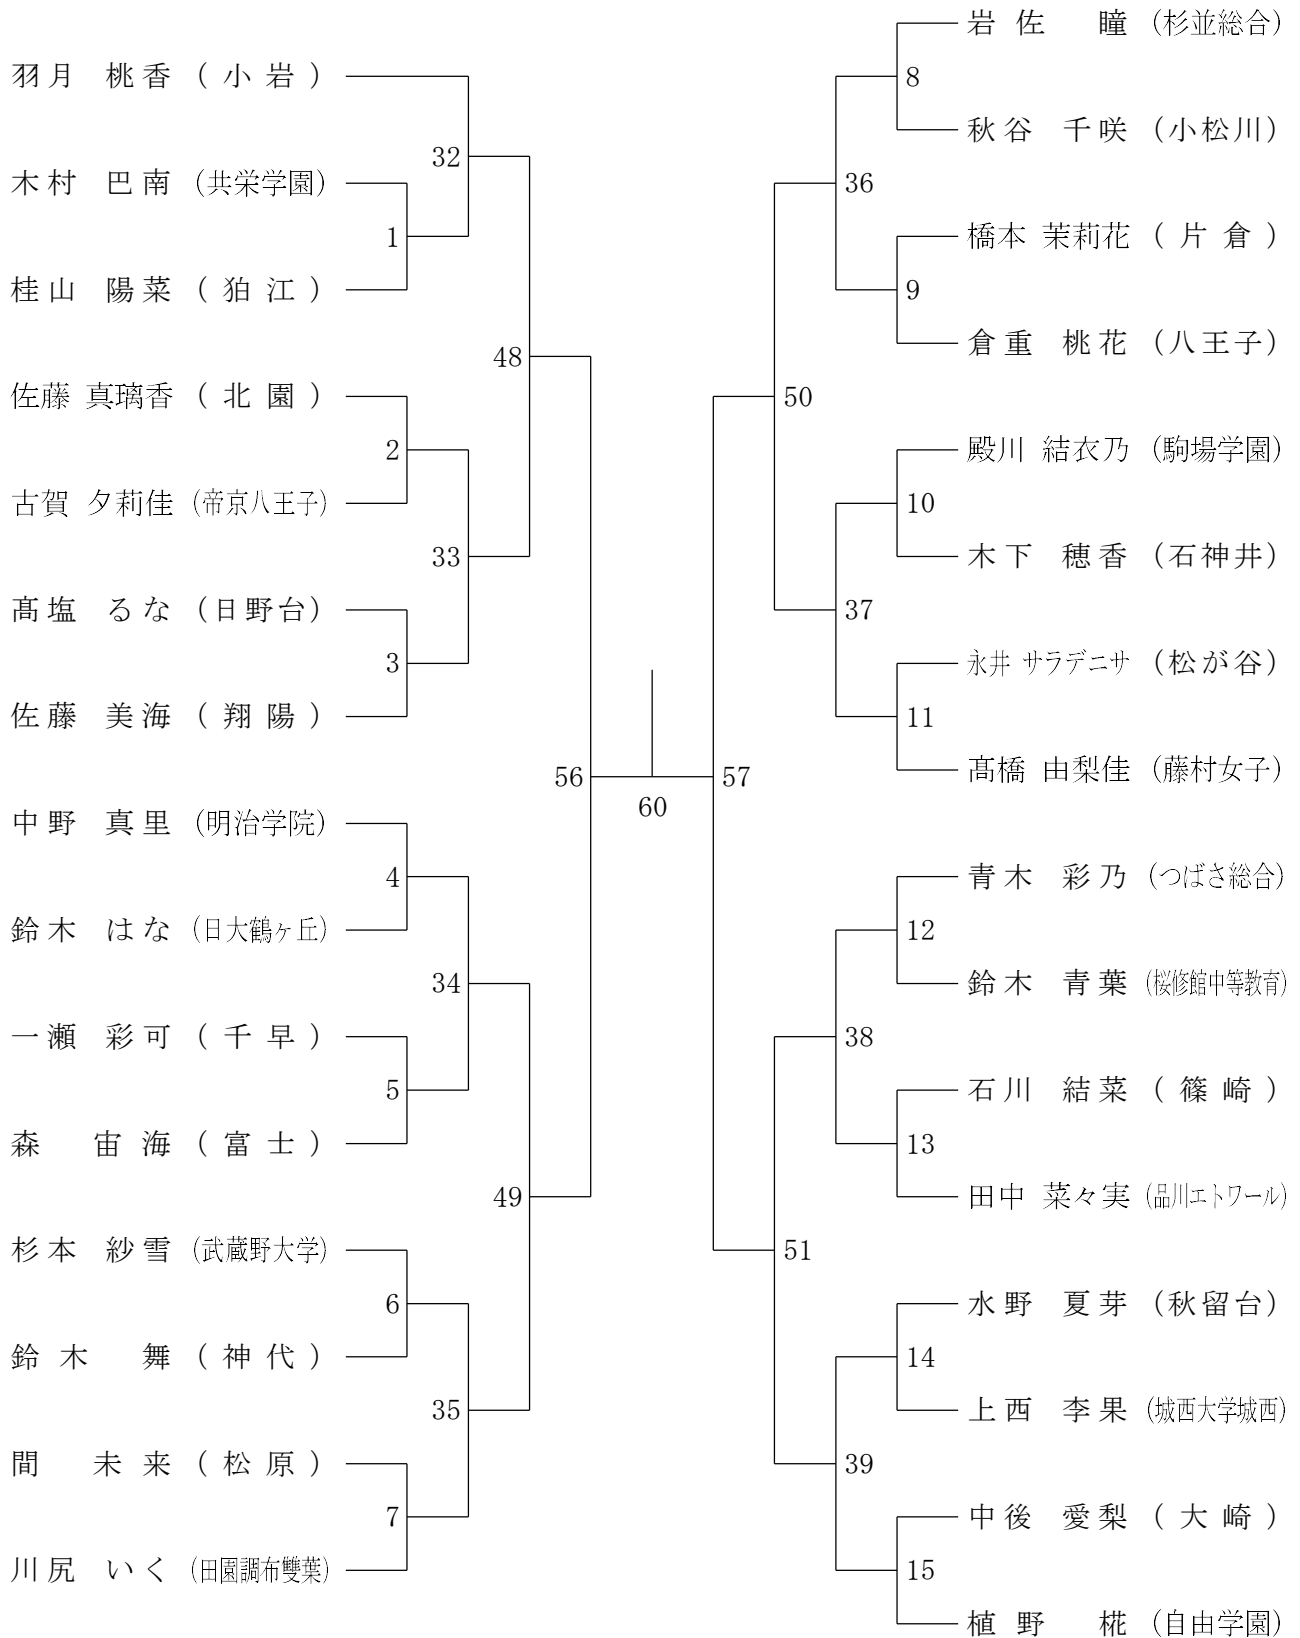 羽月 桃香 (小岩)
木村 巴南 (共栄学園)
桂山 陽菜 (狛江)
佐藤 真璃香 (北園)
古賀 夕莉佳 (帝京八王子)
髙塩 るな (日野台)
佐藤 美海 (翔陽)
中野 真里 (明治学院)
鈴木 はな (日大鶴ヶ丘)
一瀬 彩可 (千早)
森 宙海 (富士)
杉本 紗雪 (武蔵野大学)
鈴木 舞 (神代)
間 未来 (松原)
川尻 いく (田園調布雙葉)
1
2
3
4
5
6
7
32
33
34
35
48
49
56
60
57
50
51
36
37
38
39
8
9
10
11
12
13
14
15
岩佐 瞳 (杉並総合)
秋谷 千咲 (小松川)
橋本 茉莉花 (片倉)
倉重 桃花 (八王子)
殿川 結衣乃 (駒場学園)
木下 穂香 (石神井)
永井 サラデニサ (松が谷)
髙橋 由梨佳 (藤村女子)
青木 彩乃 (つばさ総合)
鈴木 青葉 (桜修館中等教育)
石川 結菜 (篠崎)
田中 菜々実 (品川エトワール)
水野 夏芽 (秋留台)
上西 李果 (城西大学城西)
中後 愛梨 (大崎)
植野 椛 (自由学園)